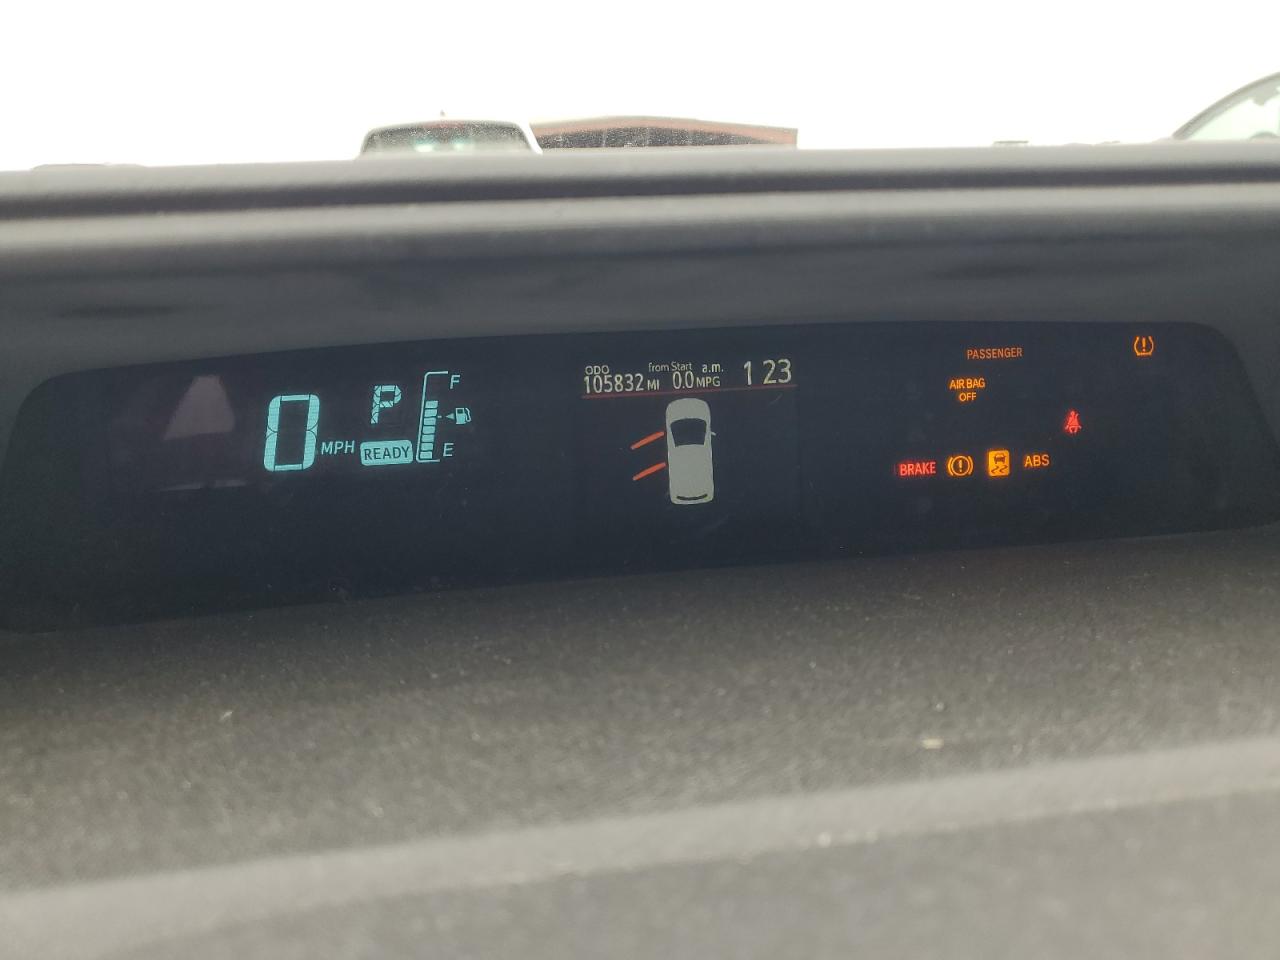 0 MPH
P
READY
F
E
ODO
105832 MI
from Start
0.0 MPG
a.m.
1 23
PASSENGER
AIR BAG
OFF
BRAKE
ABS